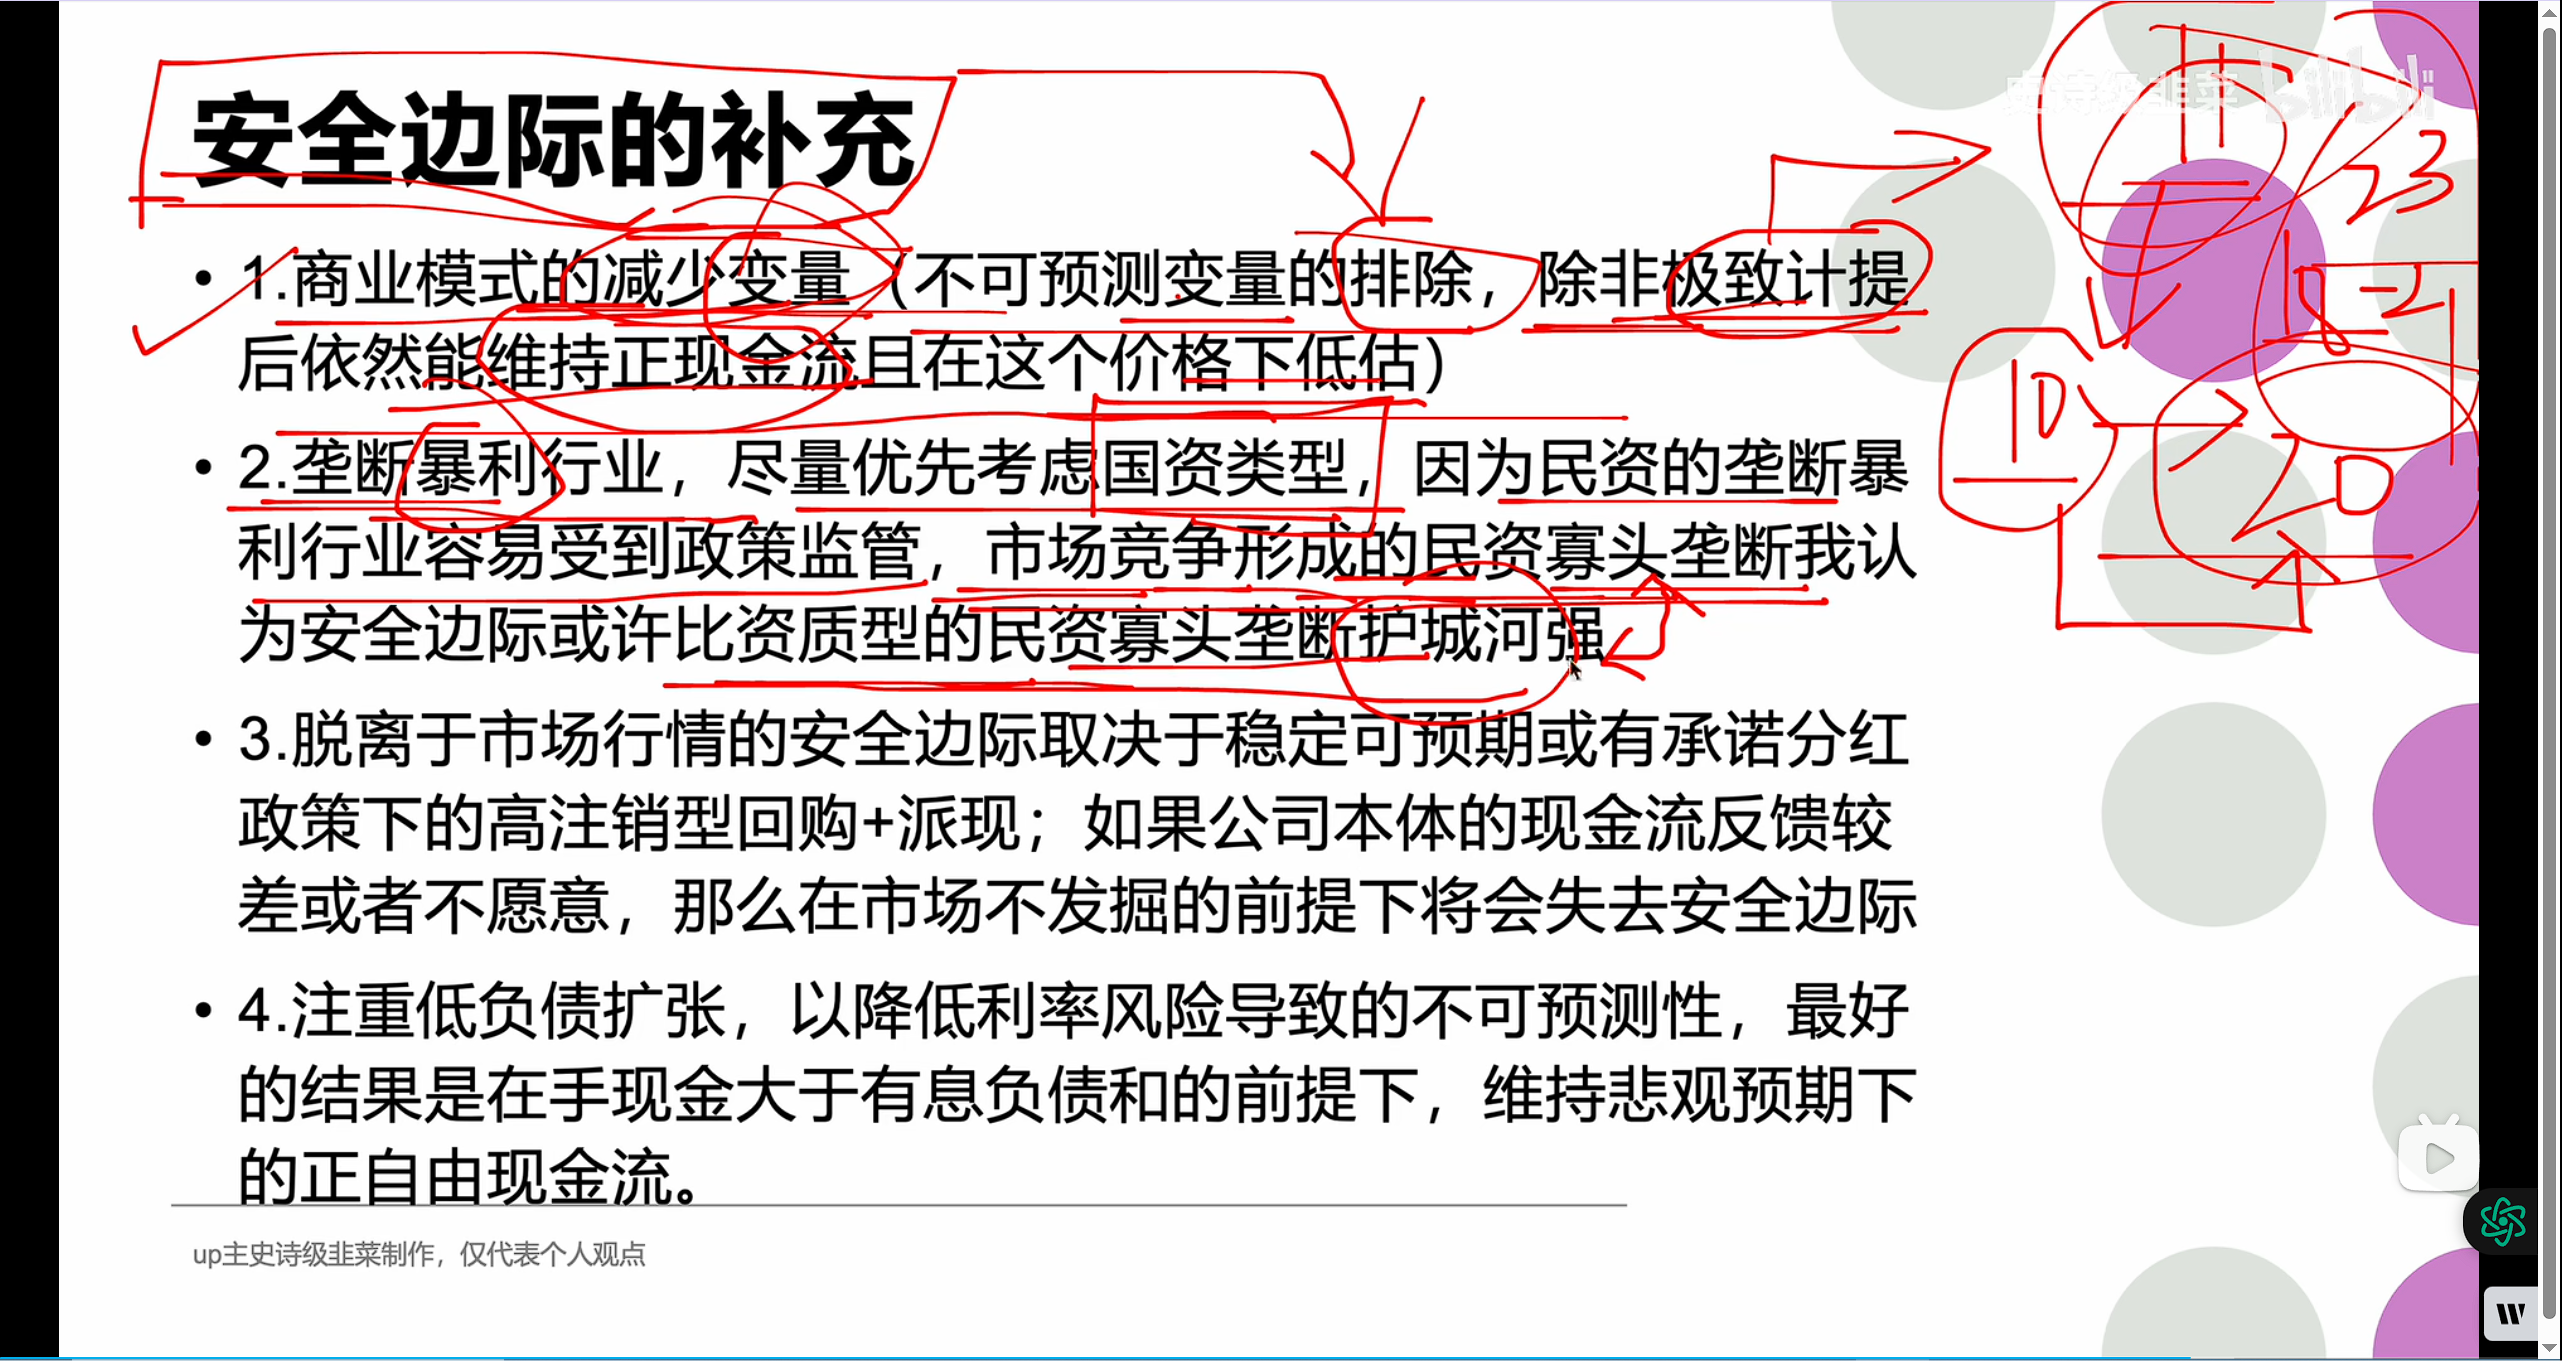 史诗级韭菜 bilibili
安全边际的补充
• 1.商业模式的减少变量（不可预测变量的排除，除非极致计提
后依然能维持正现金流且在这个价格下低估）
• 2.垄断暴利行业，尽量优先考虑国资类型，因为民资的垄断暴
利行业容易受到政策监管，市场竞争形成的民资寡头垄断我认
为安全边际或许比资质型的民资寡头垄断护城河强
• 3.脱离于市场行情的安全边际取决于稳定可预期或有承诺分红
政策下的高注销型回购+派现；如果公司本体的现金流反馈较
差或者不愿意，那么在市场不发掘的前提下将会失去安全边际
• 4.注重低负债扩张，以降低利率风险导致的不可预测性，最好
的结果是在手现金大于有息负债和的前提下，维持悲观预期下
的正自由现金流。
up主史诗级韭菜制作，仅代表个人观点
23
10
20
W